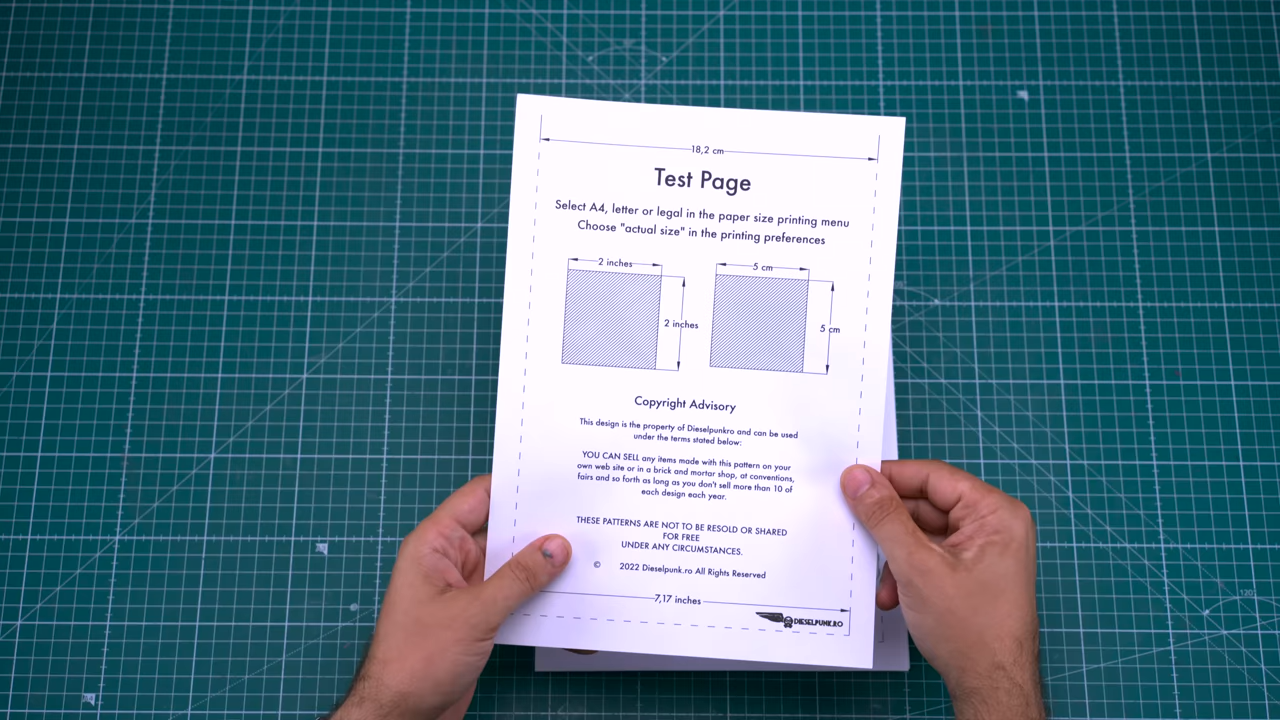 18,2 cm
Test Page
Select A4, letter or legal in the paper size printing menu
Choose "actual size" in the printing preferences
2 inches
5 cm
2 inches
5 cm
Copyright Advisory
This design is the property of Dieselpunkro and can be used
under the terms stated below:
YOU CAN SELL any items made with this pattern on your
own web site or in a brick and mortar shop, at conventions,
fairs and so forth as long as you don't sell more than 10 of
each design each year.
THESE PATTERNS ARE NOT TO BE RESOLD OR SHARED
FOR FREE
UNDER ANY CIRCUMSTANCES.
© 2022 Dieselpunk.ro All Rights Reserved
7,17 inches
DIESELPUNK.RO
A4
120°